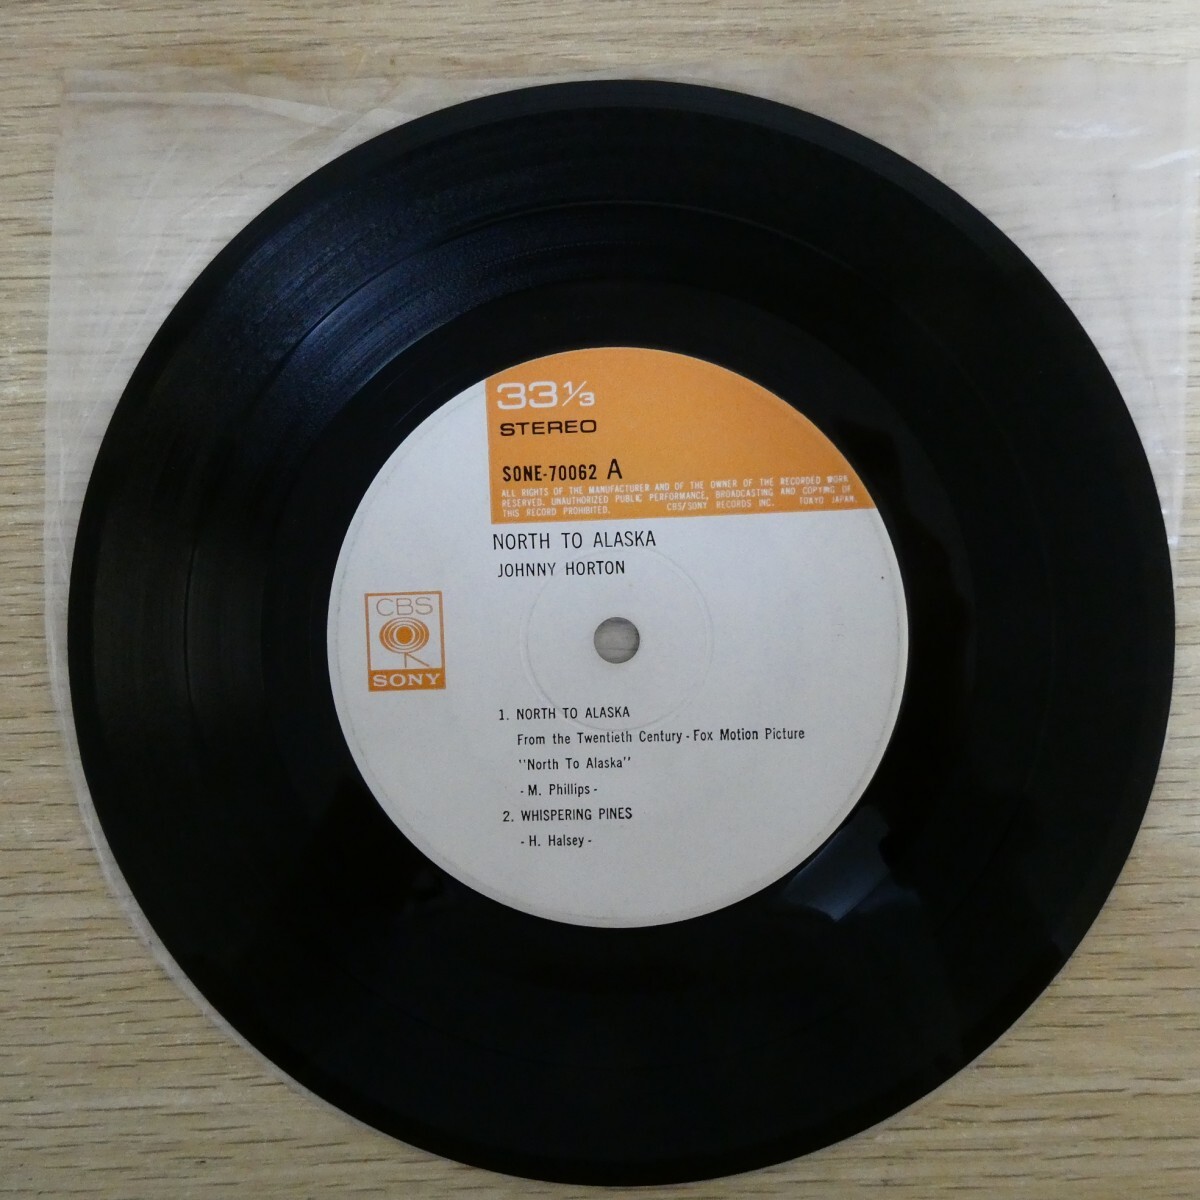 33 1/3
STEREO
SONE-70062 A
ALL RIGHTS OF THE MANUFACTURER AND OF THE OWNER OF THE RECORDED WORK
RESERVED. UNAUTHORIZED PUBLIC PERFORMANCE, BROADCASTING AND COPYING OF
THIS RECORD PROHIBITED. CBS/SONY RECORDS INC. TOKYO JAPAN.
NORTH TO ALASKA
JOHNNY HORTON
CBS
SONY
1. NORTH TO ALASKA
From the Twentieth Century - Fox Motion Picture
"North To Alaska"
- M. Phillips -
2. WHISPERING PINES
- H. Halsey -